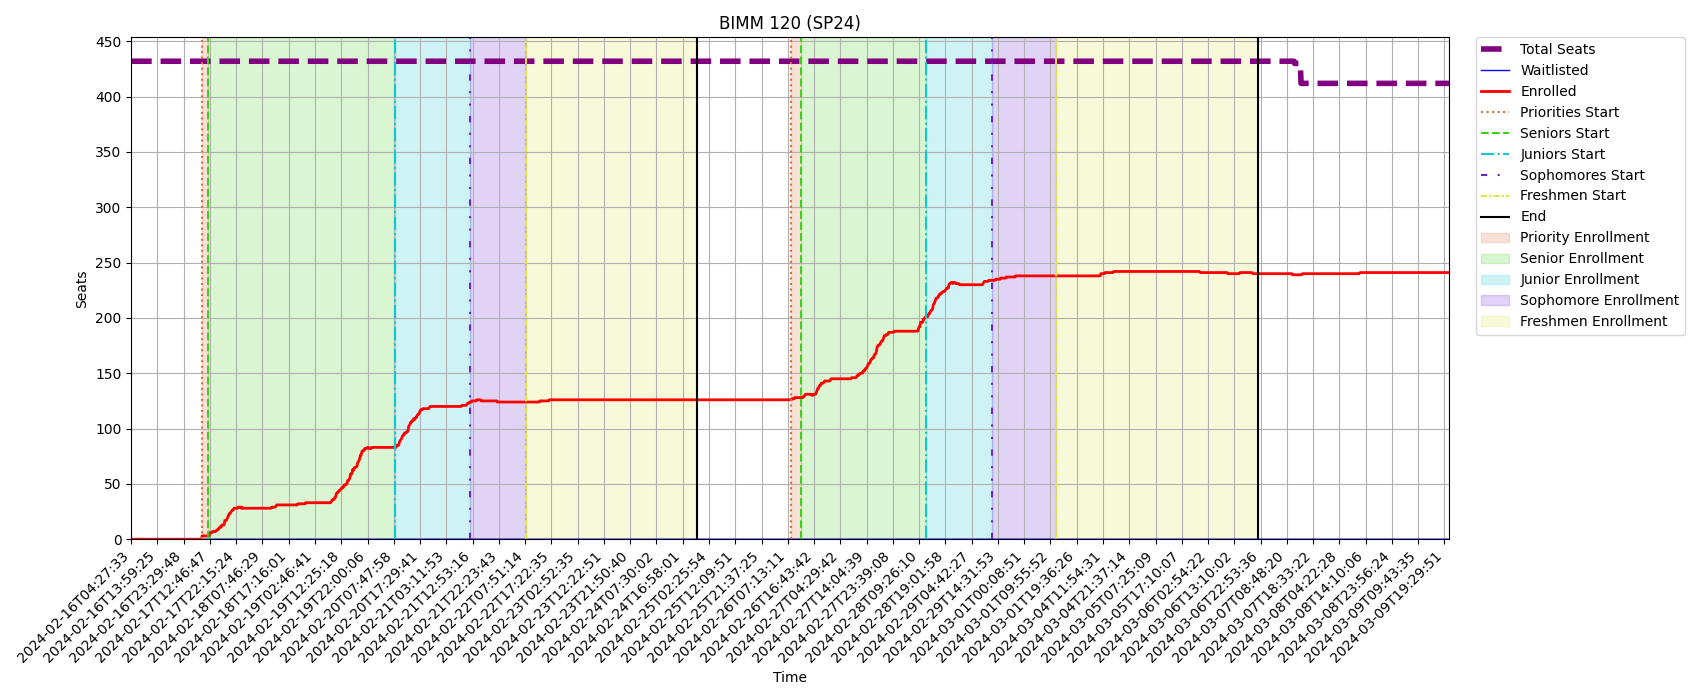 BIMM 120 (SP24)
450
400
350
300
250
200
150
100
50
0
Seats
2024-02-16T04:27:33
2024-02-16T13:59:25
2024-02-16T23:29:48
2024-02-17T12:46:47
2024-02-17T22:15:24
2024-02-18T07:46:29
2024-02-18T17:16:01
2024-02-19T02:46:41
2024-02-19T12:25:18
2024-02-19T22:00:06
2024-02-20T07:47:58
2024-02-20T17:29:41
2024-02-21T03:11:53
2024-02-21T12:53:16
2024-02-21T22:23:43
2024-02-22T07:51:14
2024-02-22T17:22:35
2024-02-23T02:52:35
2024-02-23T12:22:51
2024-02-23T21:50:40
2024-02-24T07:30:02
2024-02-24T16:58:01
2024-02-25T02:25:54
2024-02-25T12:09:51
2024-02-25T21:37:25
2024-02-26T07:13:11
2024-02-26T16:43:42
2024-02-27T04:29:42
2024-02-27T14:04:39
2024-02-27T23:39:08
2024-02-28T09:26:10
2024-02-28T19:01:58
2024-02-29T04:42:27
2024-02-29T14:31:53
2024-03-01T00:08:51
2024-03-01T09:55:52
2024-03-01T19:36:26
2024-03-04T11:54:31
2024-03-04T21:37:14
2024-03-05T07:25:09
2024-03-05T17:10:07
2024-03-06T02:54:22
2024-03-06T13:10:02
2024-03-06T22:53:36
2024-03-07T08:48:20
2024-03-07T18:33:22
2024-03-08T04:22:28
2024-03-08T14:10:06
2024-03-08T23:56:24
2024-03-09T09:43:35
2024-03-09T19:29:51
Time
Total Seats
Waitlisted
Enrolled
Priorities Start
Seniors Start
Juniors Start
Sophomores Start
Freshmen Start
End
Priority Enrollment
Senior Enrollment
Junior Enrollment
Sophomore Enrollment
Freshmen Enrollment